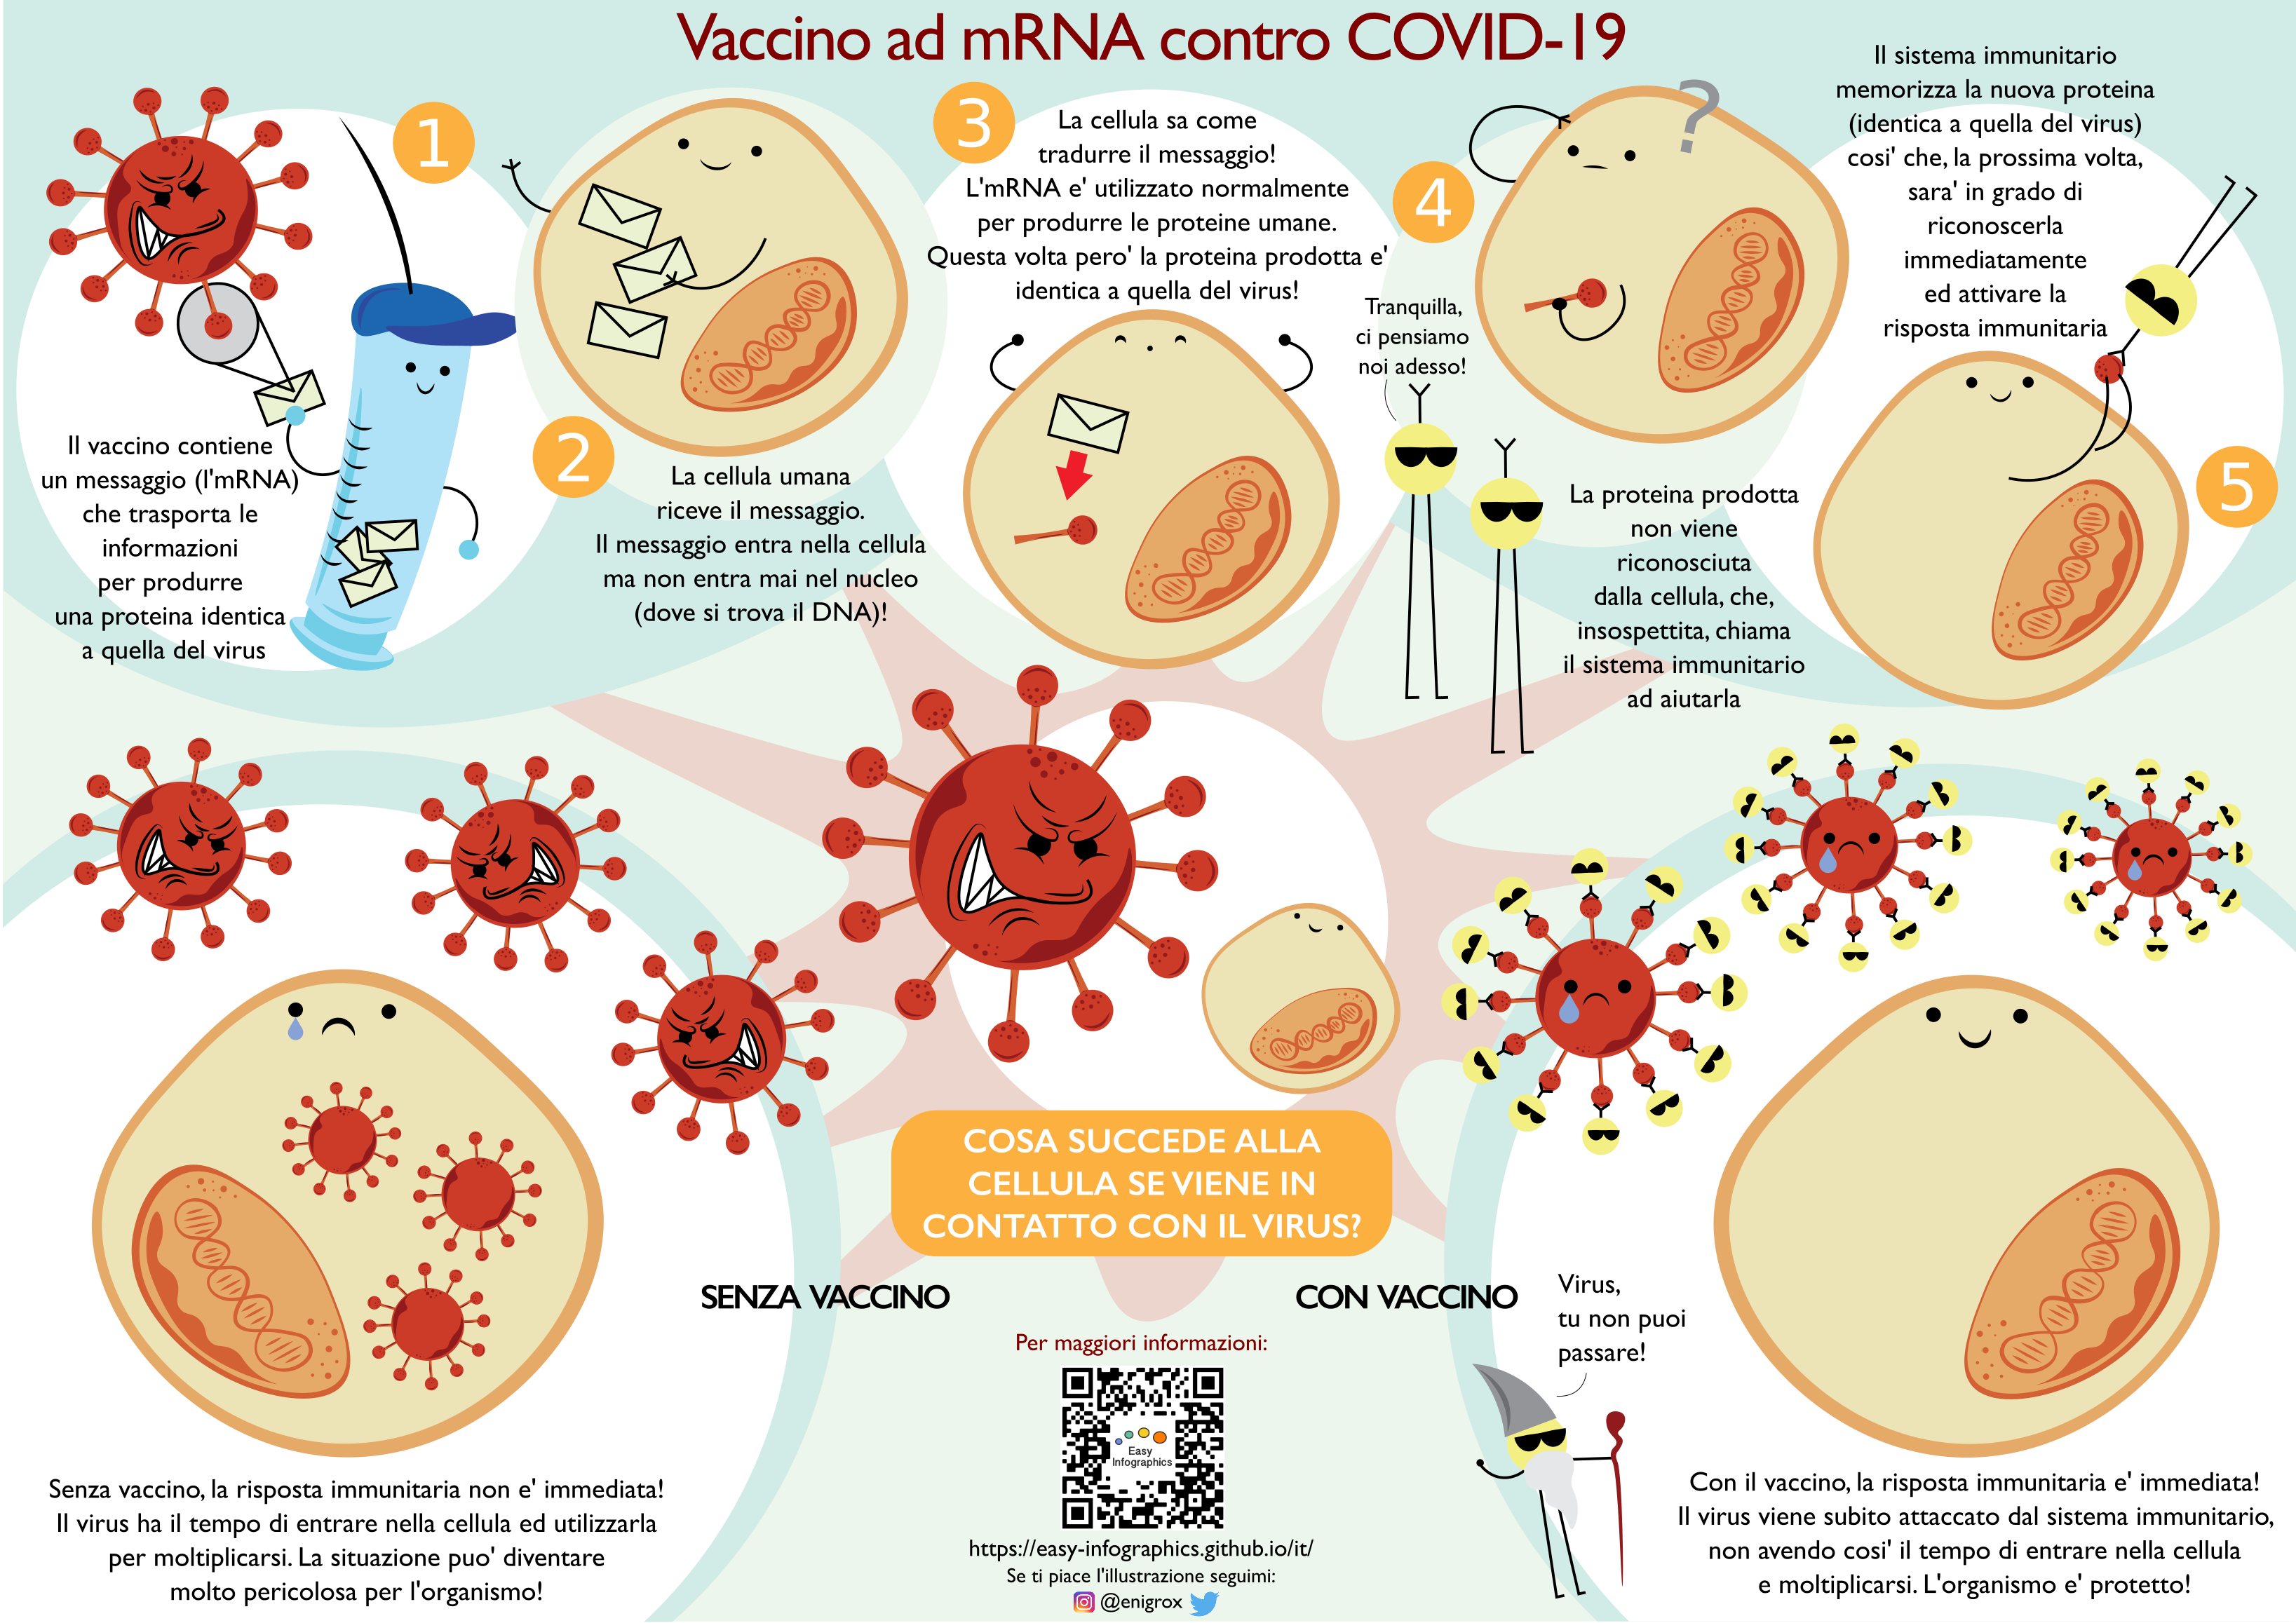 Vaccino ad mRNA contro COVID-19
1
Il vaccino contiene
un messaggio (l'mRNA)
che trasporta le
informazioni
per produrre
una proteina identica
a quella del virus
2
La cellula umana
riceve il messaggio.
Il messaggio entra nella cellula
ma non entra mai nel nucleo
(dove si trova il DNA)!
3
La cellula sa come
tradurre il messaggio!
L'mRNA e' utilizzato normalmente
per produrre le proteine umane.
Questa volta pero' la proteina prodotta e'
identica a quella del virus!
4
?
Tranquilla,
ci pensiamo
noi adesso!
La proteina prodotta
non viene
riconosciuta
dalla cellula, che,
insospettita, chiama
il sistema immunitario
ad aiutarla
Il sistema immunitario
memorizza la nuova proteina
(identica a quella del virus)
cosi' che, la prossima volta,
sara' in grado di
riconoscerla
immediatamente
ed attivare la
risposta immunitaria
5
COSA SUCCEDE ALLA
CELLULA SE VIENE IN
CONTATTO CON IL VIRUS?
SENZA VACCINO
CON VACCINO
Senza vaccino, la risposta immunitaria non e' immediata!
Il virus ha il tempo di entrare nella cellula ed utilizzarla
per moltiplicarsi. La situazione puo' diventare
molto pericolosa per l'organismo!
Per maggiori informazioni:
Easy
Infographics
https://easy-infographics.github.io/it/
Se ti piace l'illustrazione seguimi:
@enigrox
Virus,
tu non puoi
passare!
Con il vaccino, la risposta immunitaria e' immediata!
Il virus viene subito attaccato dal sistema immunitario,
non avendo cosi' il tempo di entrare nella cellula
e moltiplicarsi. L'organismo e' protetto!